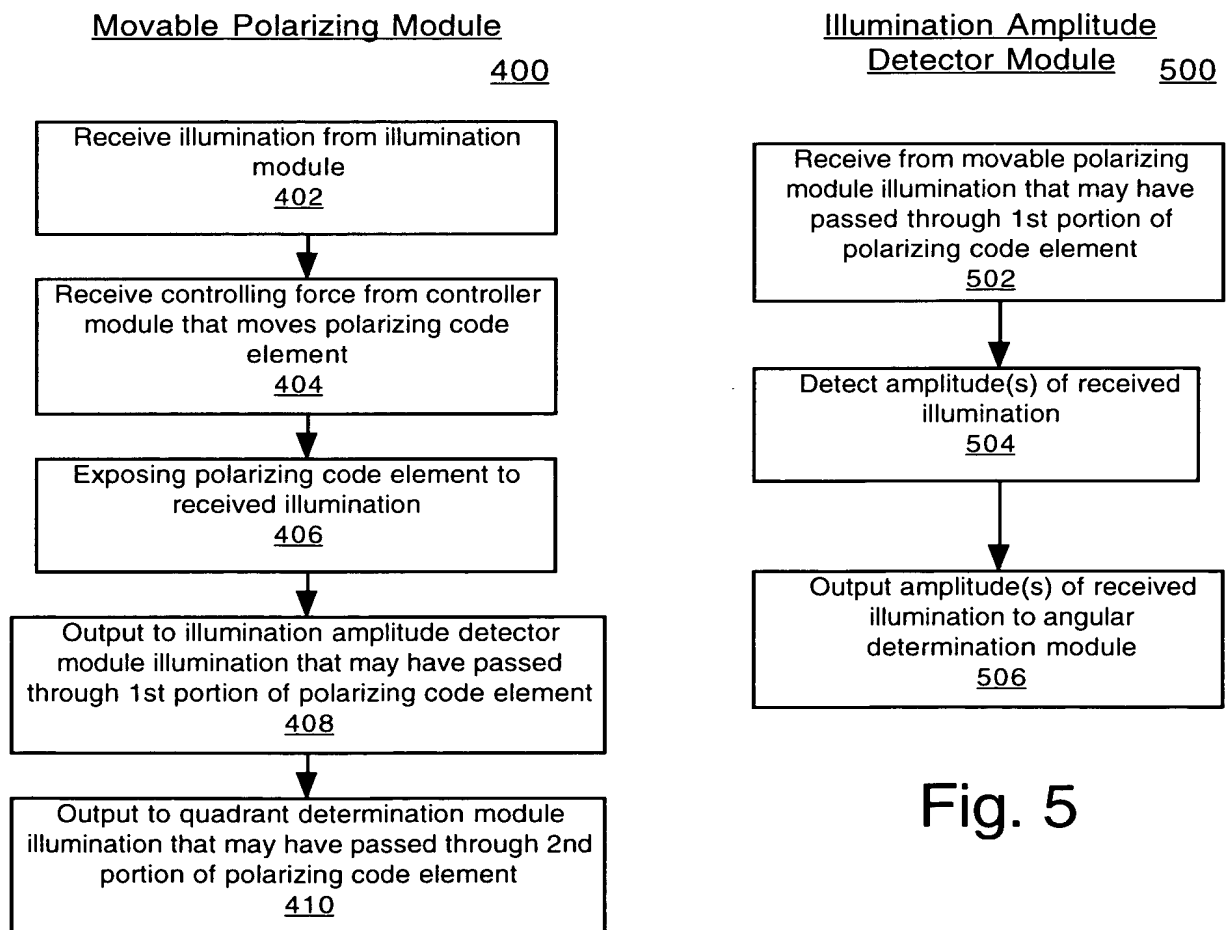 Movable Polarizing Module
400
Receive illumination from illumination
module
402
Receive controlling force from controller
module that moves polarizing code
element
404
Exposing polarizing code element to
received illumination
406
Output to illumination amplitude detector
module illumination that may have passed
through 1st portion of polarizing code element
408
Output to quadrant determination module
illumination that may have passed through 2nd
portion of polarizing code element
410
Illumination Amplitude
Detector Module
500
Receive from movable polarizing
module illumination that may have
passed through 1st portion of
polarizing code element
502
Detect amplitude(s) of received
illumination
504
Output amplitude(s) of received
illumination to angular
determination module
506
Fig. 5